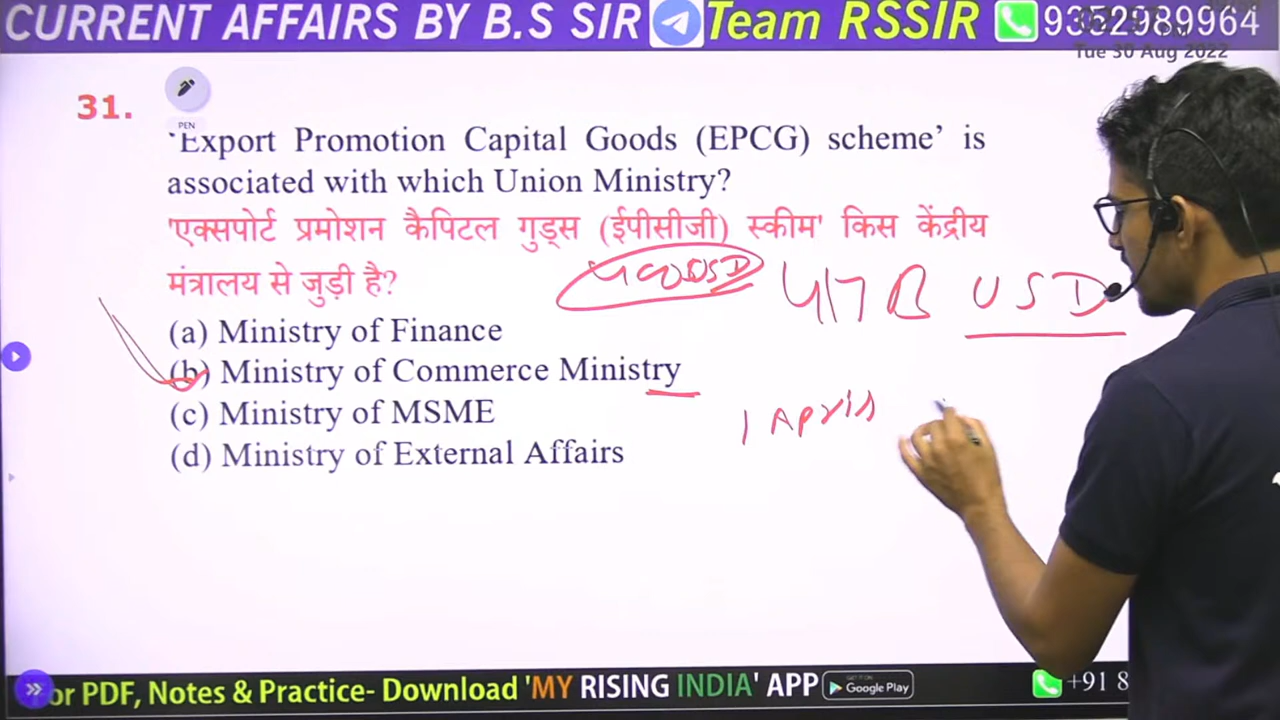 CURRENT AFFAIRS BY B.S SIR Team RSSIR 9352989964
Tue 30 Aug 2022
31.
PEN
'Export Promotion Capital Goods (EPCG) scheme' is
associated with which Union Ministry?
'एक्सपोर्ट प्रमोशन कैपिटल गुड्स (ईपीसीजी) स्कीम' किस केंद्रीय
मंत्रालय से जुड़ी है?
417 B USD
(a) Ministry of Finance
(b) Ministry of Commerce Ministry
(c) Ministry of MSME
1 April
(d) Ministry of External Affairs
or PDF, Notes & Practice- Download 'MY RISING INDIA' APP GET IT ON Google Play +91 8